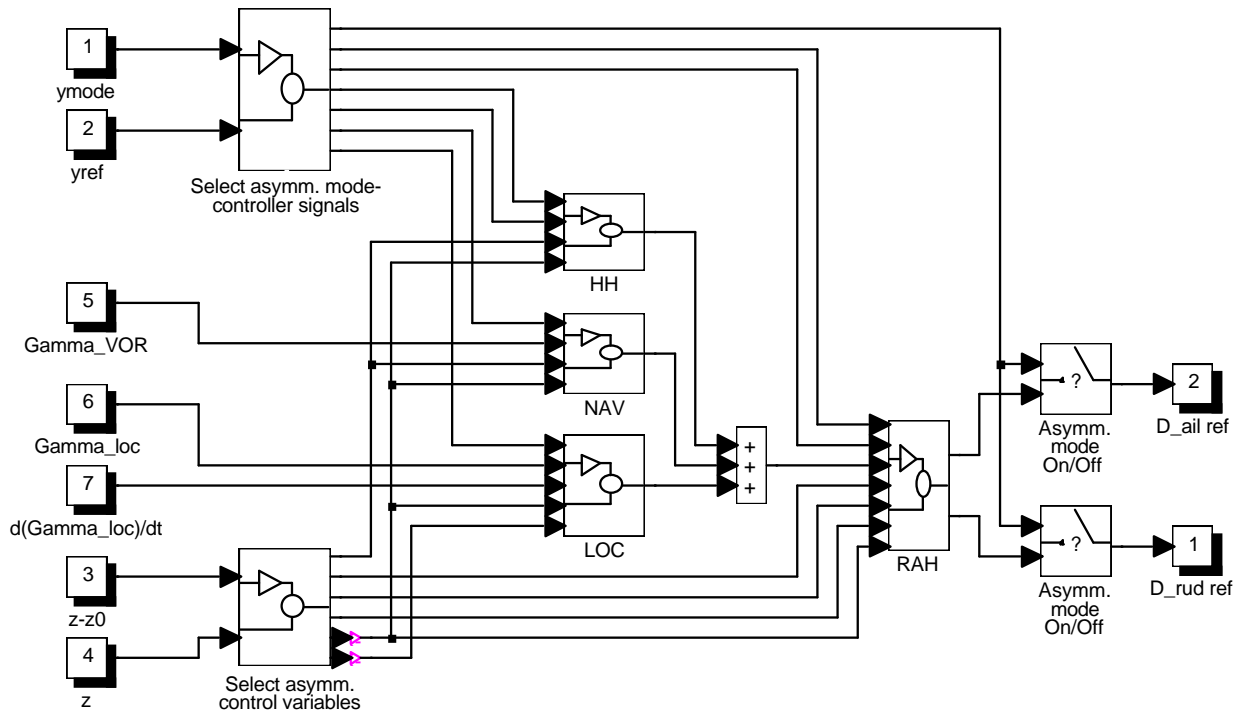 1
ymode
2
yref
Select asymm. mode-
controller signals
HH
5
Gamma_VOR
NAV
6
Gamma_loc
7
d(Gamma_loc)/dt
LOC
+
+
+
3
z-z0
4
z
Select asymm.
control variables
RAH
?
Asymm.
mode
On/Off
2
D_ail ref
?
Asymm.
mode
On/Off
1
D_rud ref